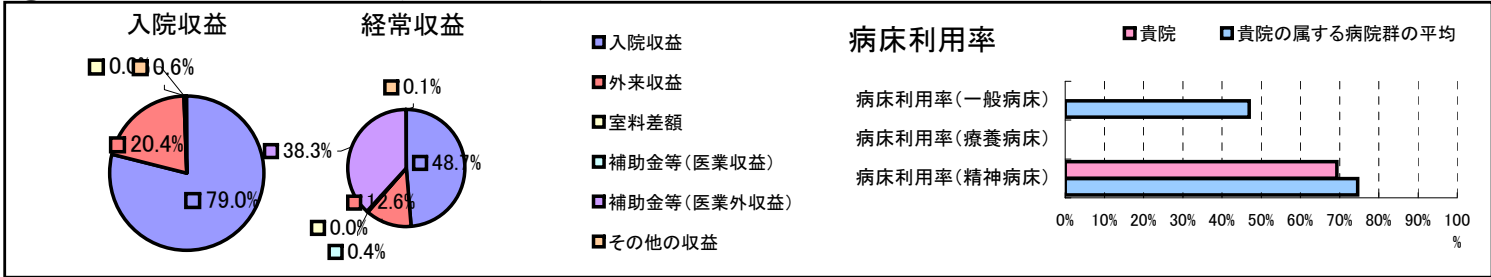 入院収益
経常収益
0.0
0.6%
20.4%
79.0%
0.1%
38.3%
48.7%
12.6%
0.0%
0.4%
入院収益
外来収益
室料差額
補助金等(医業収益)
補助金等(医業外収益)
その他の収益
病床利用率
貴院
貴院の属する病院群の平均
病床利用率(一般病床)
病床利用率(療養病床)
病床利用率(精神病床)
0% 10% 20% 30% 40% 50% 60% 70% 80% 90% 100
%